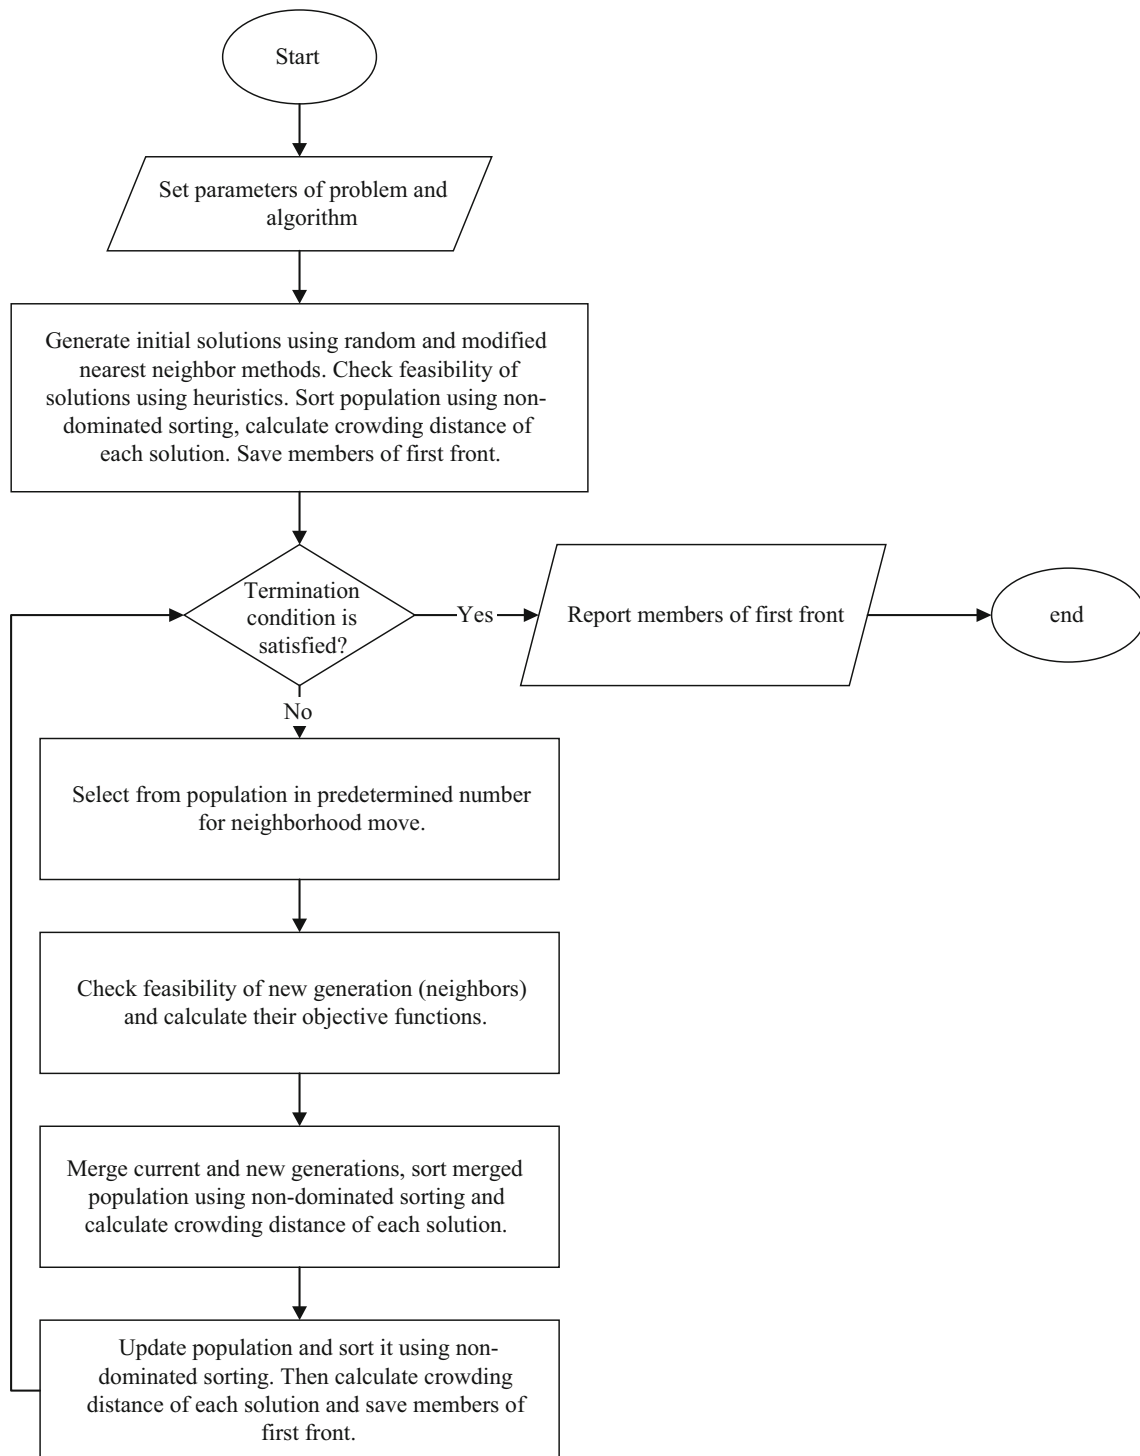 Start
Set parameters of problem and
algorithm
Generate initial solutions using random and modified
nearest neighbor methods. Check feasibility of
solutions using heuristics. Sort population using non-
dominated sorting, calculate crowding distance of
each solution. Save members of first front.
Termination
condition is
satisfied?
Yes
Report members of first front
end
No
Select from population in predetermined number
for neighborhood move.
Check feasibility of new generation (neighbors)
and calculate their objective functions.
Merge current and new generations, sort merged
population using non-dominated sorting and
calculate crowding distance of each solution.
Update population and sort it using non-
dominated sorting. Then calculate crowding
distance of each solution and save members of
first front.